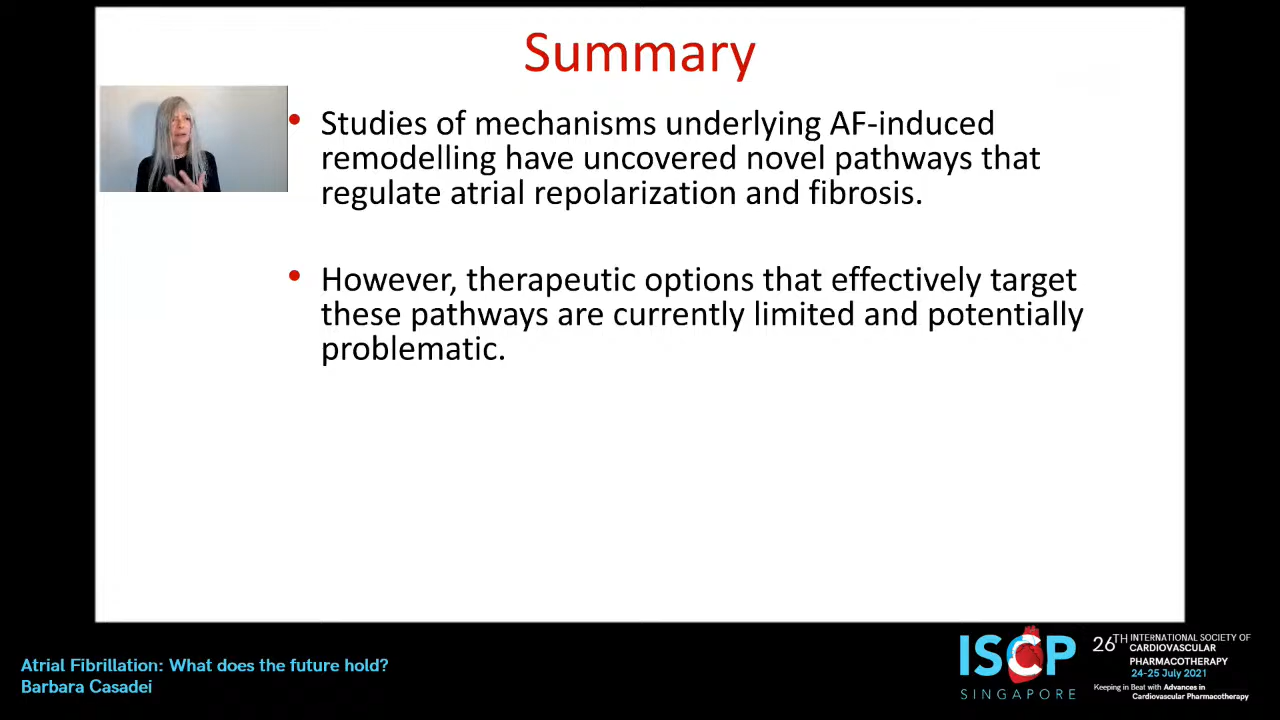 Summary
• Studies of mechanisms underlying AF-induced
remodelling have uncovered novel pathways that
regulate atrial repolarization and fibrosis.
• However, therapeutic options that effectively target
these pathways are currently limited and potentially
problematic.
Atrial Fibrillation: What does the future hold?
Barbara Casadei
ISCP
SINGAPORE
26TH INTERNATIONAL SOCIETY OF
CARDIOVASCULAR
PHARMACOTHERAPY
24-25 July 2021
Keeping in Beat with Advances in
Cardiovascular Pharmacotherapy